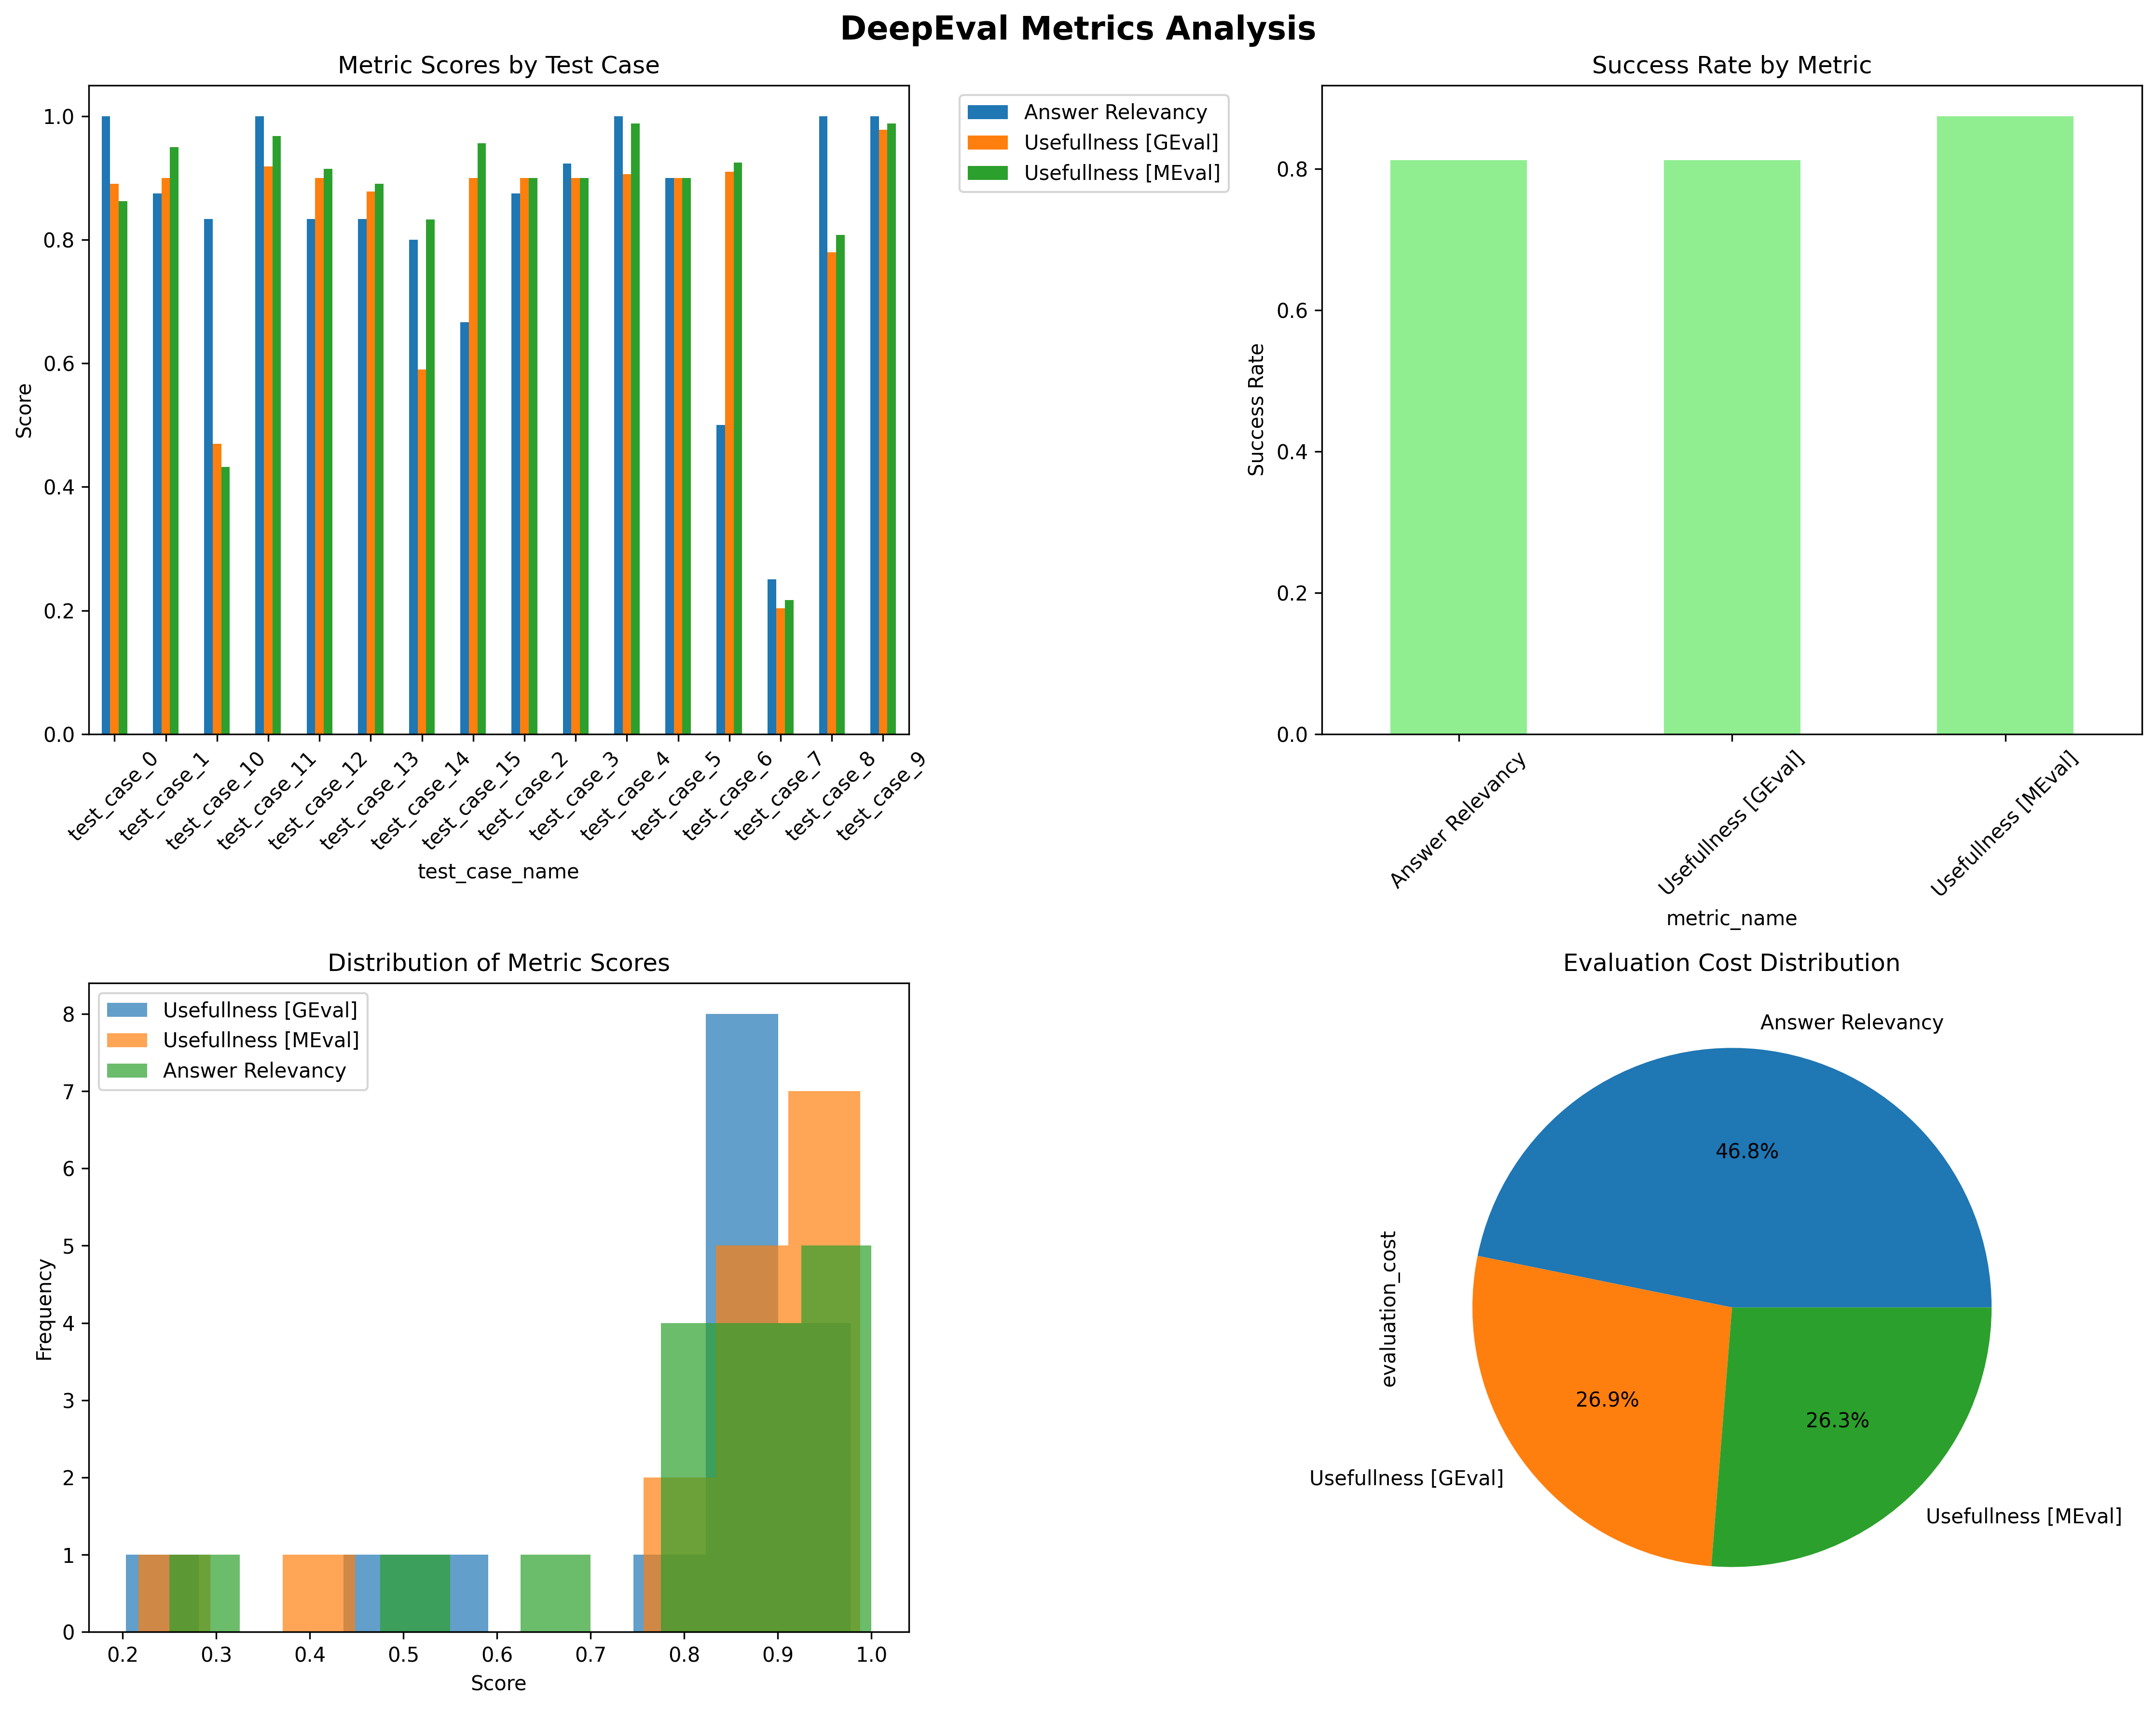 DeepEval Metrics Analysis
Metric Scores by Test Case
Score
1.0
0.8
0.6
0.4
0.2
0.0
test_case_0
test_case_1
test_case_10
test_case_11
test_case_12
test_case_13
test_case_14
test_case_15
test_case_2
test_case_3
test_case_4
test_case_5
test_case_6
test_case_7
test_case_8
test_case_9
test_case_name
Answer Relevancy
Usefullness [GEval]
Usefullness [MEval]
Success Rate by Metric
Success Rate
0.8
0.6
0.4
0.2
0.0
Answer Relevancy
Usefullness [GEval]
Usefullness [MEval]
metric_name
Distribution of Metric Scores
Usefullness [GEval]
Usefullness [MEval]
Answer Relevancy
Frequency
8
7
6
5
4
3
2
1
0
0.2
0.3
0.4
0.5
0.6
0.7
0.8
0.9
1.0
Score
Evaluation Cost Distribution
Answer Relevancy
46.8%
evaluation_cost
26.9%
26.3%
Usefullness [GEval]
Usefullness [MEval]